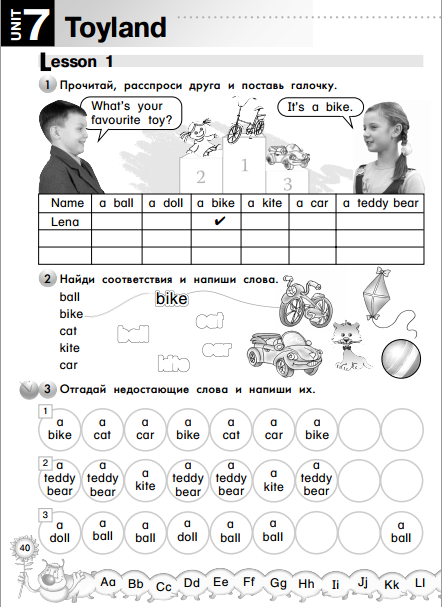 UNIT 7 Toyland
Lesson 1
1 Прочитай, расспроси друга и поставь галочку.
What's your
favourite toy?
It's a bike.
2 1 3
Name a ball a doll a bike a kite a car a teddy bear
Lena ✔
2 Найди соответствия и напиши слова.
ball
bike
cat
kite
car
bike
ball
cat
kite
car
3 Отгадай недостающие слова и напиши их.
1
a bike a cat a car a bike a cat a car a bike
2
a teddy bear a teddy bear a kite a teddy bear a teddy bear a kite a teddy bear
3
a doll a ball a ball a doll a ball a ball a ball
40
Aa Bb Cc Dd Ee Ff Gg Hh Ii Jj Kk Ll